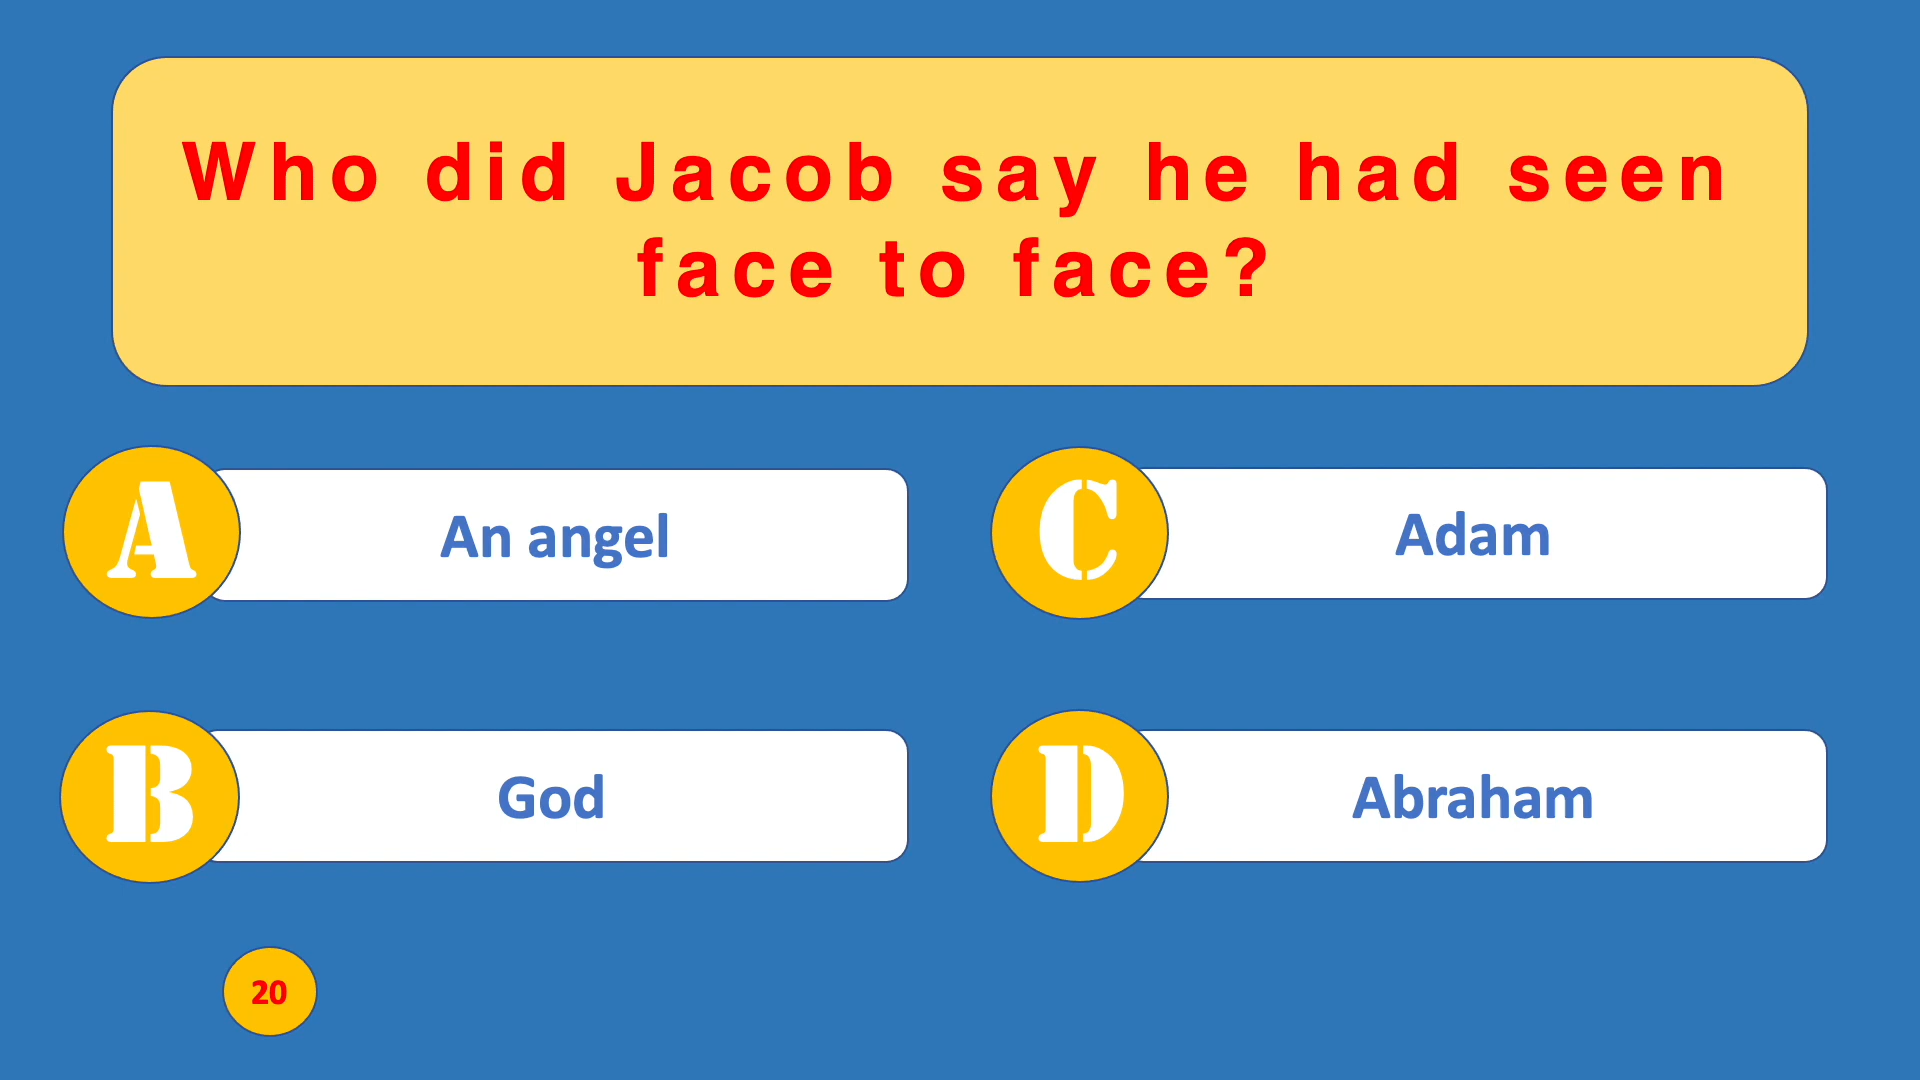 Who did Jacob say he had seen
face to face?
A
An angel
C
Adam
B
God
D
Abraham
20